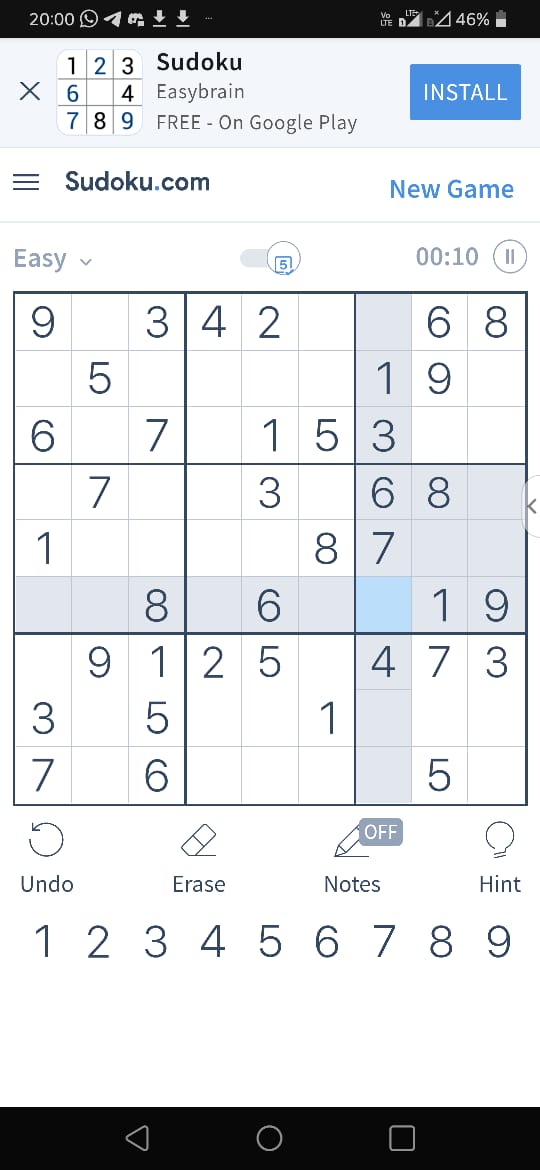 20:00 ... Vo LTE LTE+ 46%
1 2 3 Sudoku
6 4 Easybrain
7 8 9 FREE - On Google Play
INSTALL
Sudoku.com New Game
Easy 5 00:10
9 3 4 2 6 8
5 1 9
6 7 1 5 3
7 3 6 8
1 8 7
8 6 1 9
9 1 2 5 4 7 3
3 5 1
7 6 5
OFF
Undo Erase Notes Hint
1 2 3 4 5 6 7 8 9